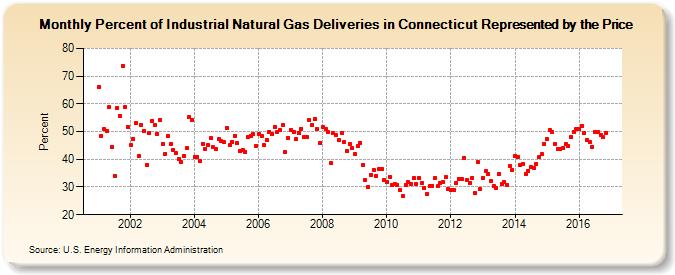 Monthly Percent of Industrial Natural Gas Deliveries in Connecticut Represented by the Price
Percent
80
70
60
50
40
30
20
2002 2004 2006 2008 2010 2012 2014 2016
Source: U.S. Energy Information Administration